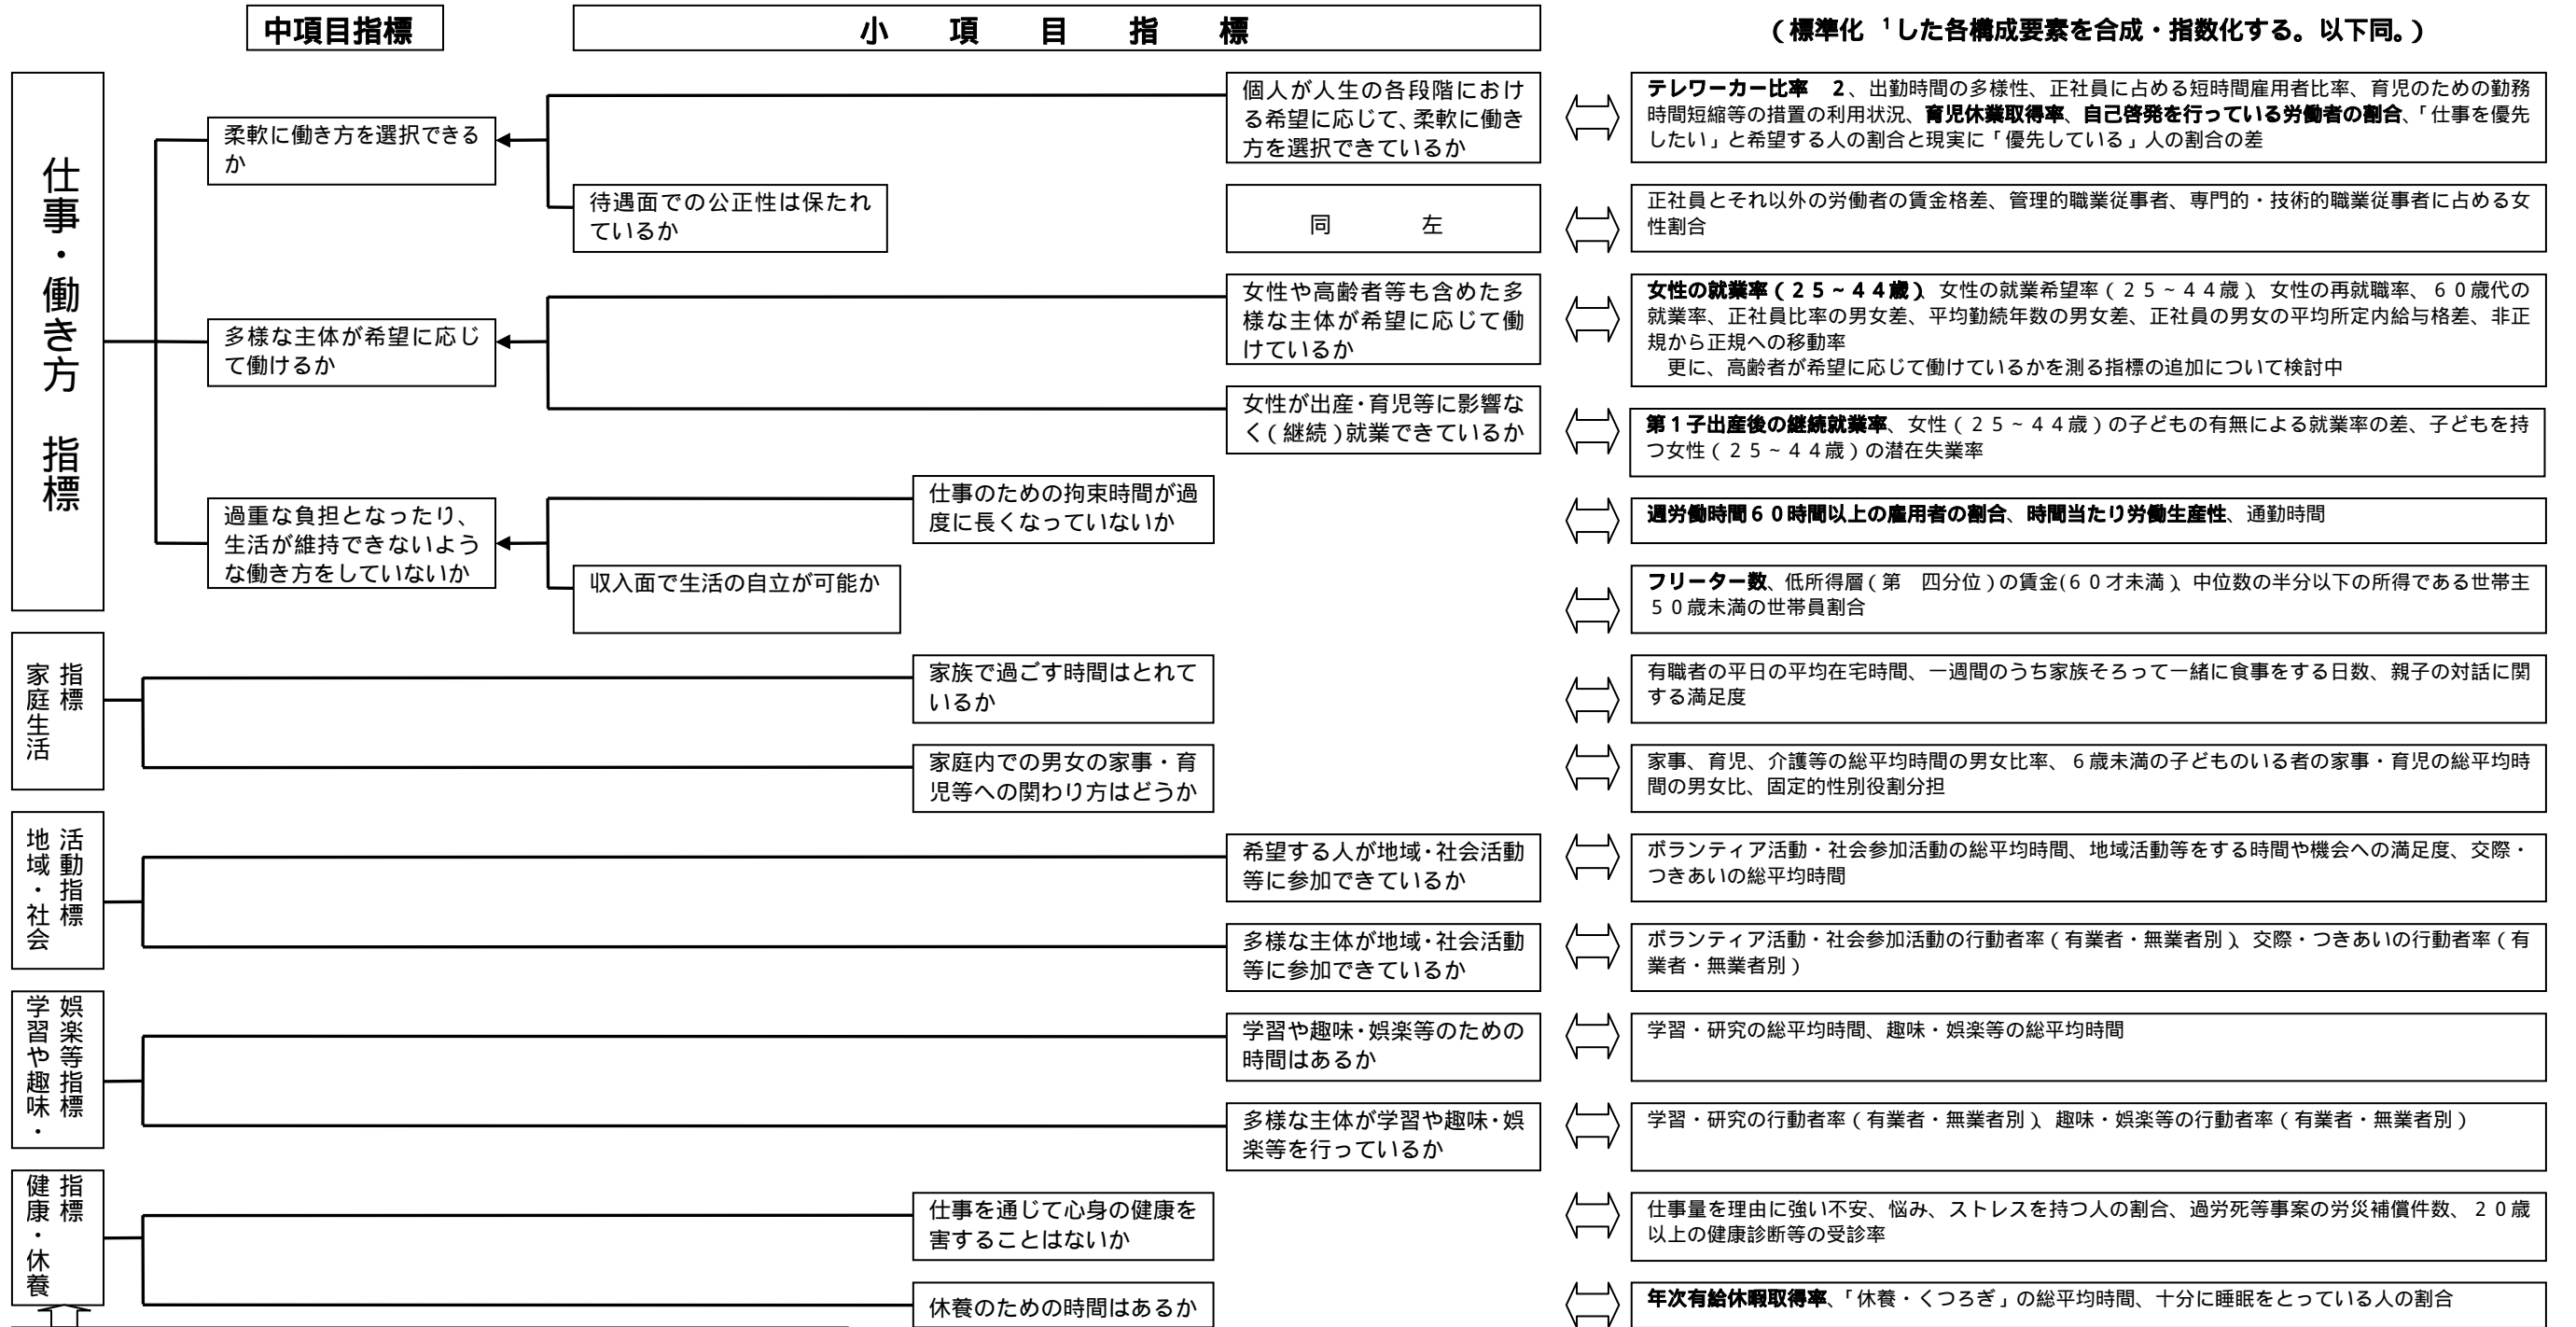 中項目指標
小項目指標
(標準化 1した各構成要素を合成・指数化する。以下同。)
仕事・働き方 指標
柔軟に働き方を選択できる
か
個人が人生の各段階におけ
る希望に応じて、柔軟に働き
方を選択できているか
テレワーカー比率 2、出勤時間の多様性、正社員に占める短時間雇用者比率、育児のための勤務
時間短縮等の措置の利用状況、育児休業取得率、自己啓発を行っている労働者の割合、「仕事を優先
したい」と希望する人の割合と現実に「優先している」人の割合の差
待遇面での公正性は保たれ
ているか
同 左
正社員とそれ以外の労働者の賃金格差、管理的職業従事者、専門的・技術的職業従事者に占める女
性割合
多様な主体が希望に応じ
て働けるか
女性や高齢者等も含めた多
様な主体が希望に応じて働
けているか
女性の就業率(25~44歳)、女性の就業希望率(25~44歳)、女性の再就職率、60歳代の
就業率、正社員比率の男女差、平均勤続年数の男女差、正社員の男女の平均所定内給与格差、非正
規から正規への移動率
更に、高齢者が希望に応じて働けているかを測る指標の追加について検討中
女性が出産・育児等に影響な
く(継続)就業できているか
第1子出産後の継続就業率、女性(25~44歳)の子どもの有無による就業率の差、子どもを持
つ女性(25~44歳)の潜在失業率
過重な負担となったり、
生活が維持できないよう
な働き方をしていないか
仕事のための拘束時間が過
度に長くなっていないか
週労働時間60時間以上の雇用者の割合、時間当たり労働生産性、通勤時間
収入面で生活の自立が可能か
フリーター数、低所得層(第 四分位)の賃金(60才未満)、中位数の半分以下の所得である世帯主
50歳未満の世帯員割合
家庭生活
指標
家族で過ごす時間はとれて
いるか
有職者の平日の平均在宅時間、一週間のうち家族そろって一緒に食事をする日数、親子の対話に関
する満足度
家庭内での男女の家事・育
児等への関わり方はどうか
家事、育児、介護等の総平均時間の男女比率、6歳未満の子どものいる者の家事・育児の総平均時
間の男女比、固定的性別役割分担
地域・社会
活動指標
希望する人が地域・社会活動
等に参加できているか
ボランティア活動・社会参加活動の総平均時間、地域活動等をする時間や機会への満足度、交際・
つきあいの総平均時間
多様な主体が地域・社会活動
等に参加できているか
ボランティア活動・社会参加活動の行動者率(有業者・無業者別)、交際・つきあいの行動者率(有
業者・無業者別)
学習や趣味・
娯楽等指標
学習や趣味・娯楽等のための
時間はあるか
学習・研究の総平均時間、趣味・娯楽等の総平均時間
多様な主体が学習や趣味・娯
楽等を行っているか
学習・研究の行動者率(有業者・無業者別)、趣味・娯楽等の行動者率(有業者・無業者別)
健康・休養
指標
仕事を通じて心身の健康を
害することはないか
仕事量を理由に強い不安、悩み、ストレスを持つ人の割合、過労死等事案の労災補償件数、20歳
以上の健康診断等の受診率
休養のための時間はあるか
年次有給休暇取得率、「休養・くつろぎ」の総平均時間、十分に睡眠をとっている人の割合